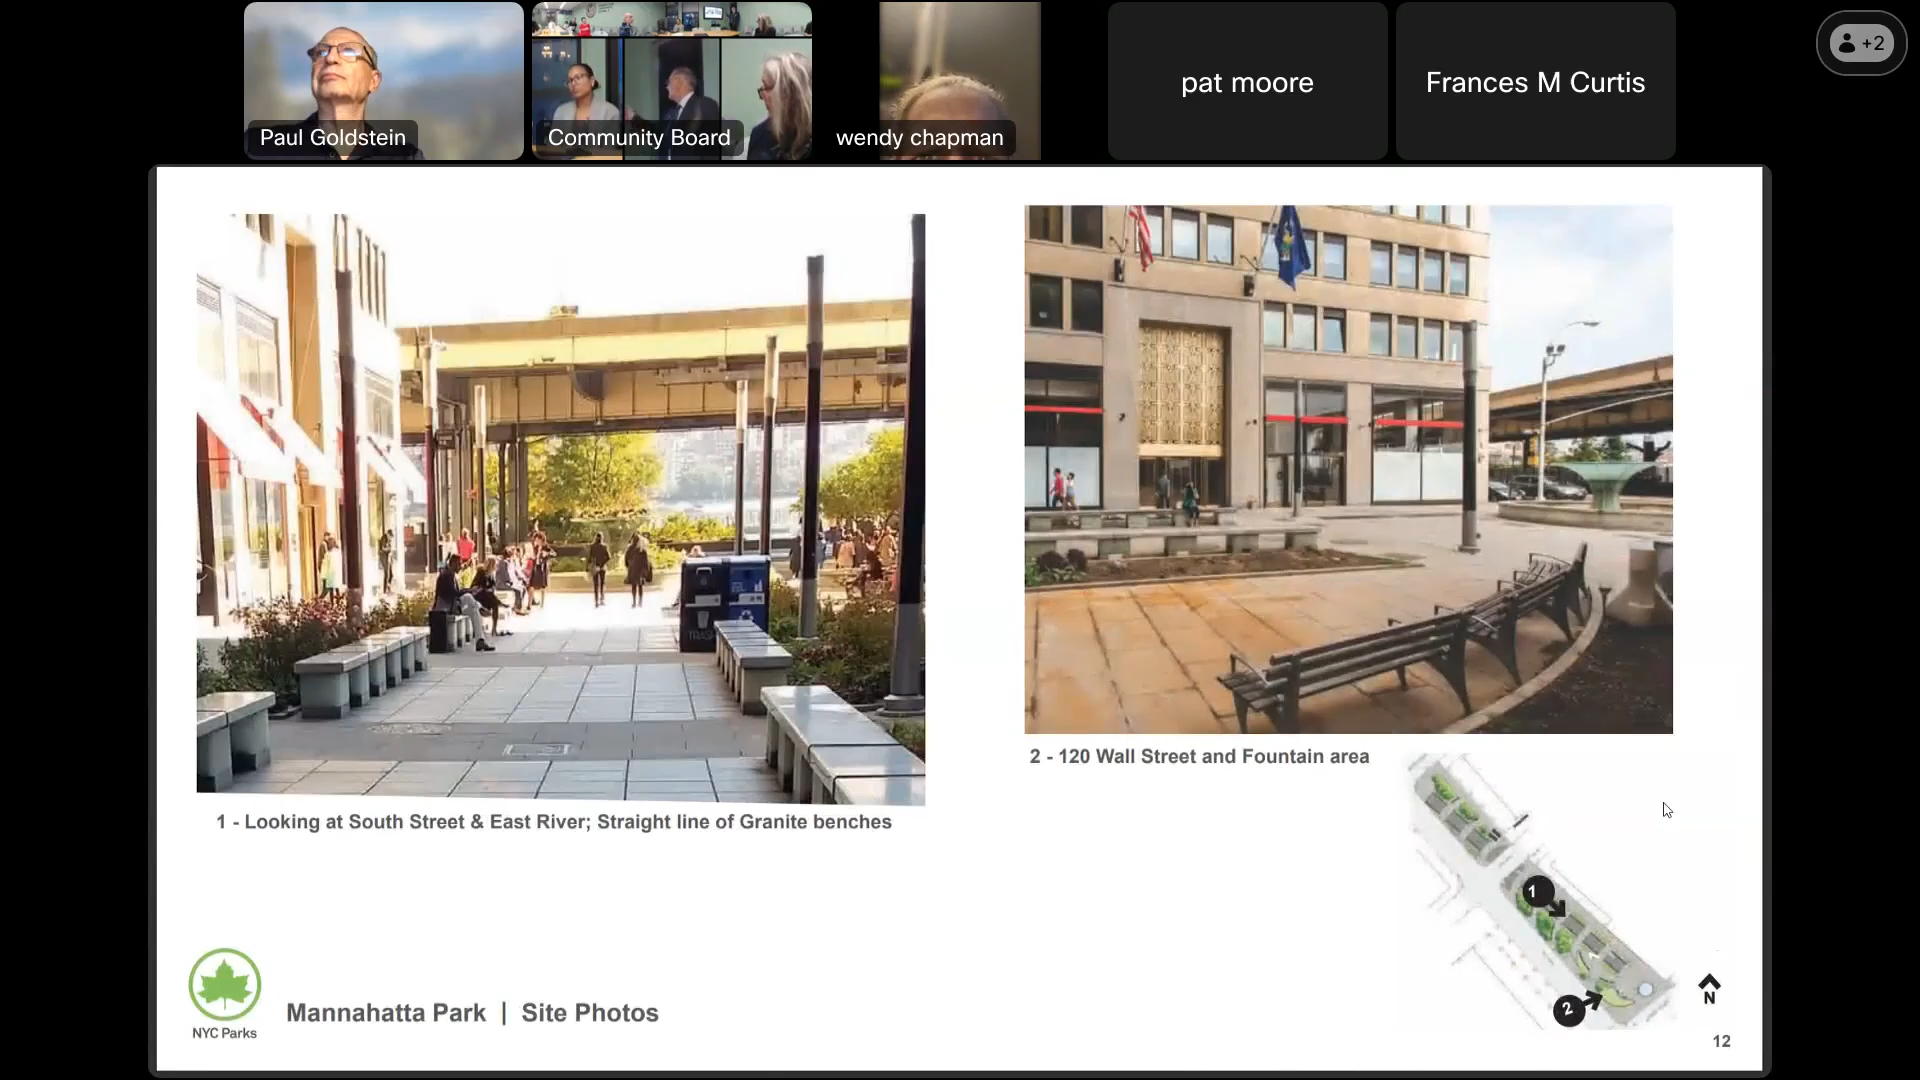 Paul Goldstein
Community Board
wendy chapman
pat moore
Frances M Curtis
+2
TRASH
1 - Looking at South Street & East River; Straight line of Granite benches
2 - 120 Wall Street and Fountain area
1
2
N
NYC Parks
Mannahatta Park | Site Photos
12